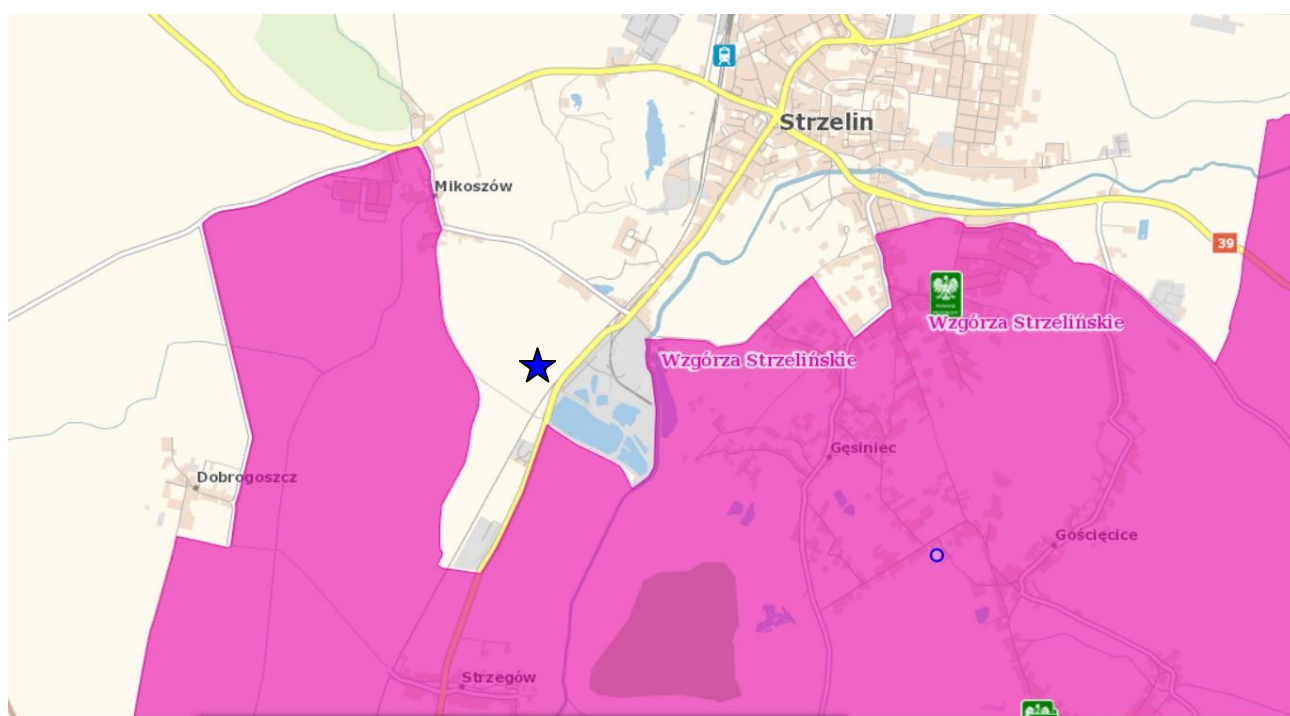 Strzelin
Mikoszów
39
Wzgórza Strzelińskie
Wzgórza Strzelińskie
Gęsiniec
Dobrogoszcz
Gościęcice
Strzegów